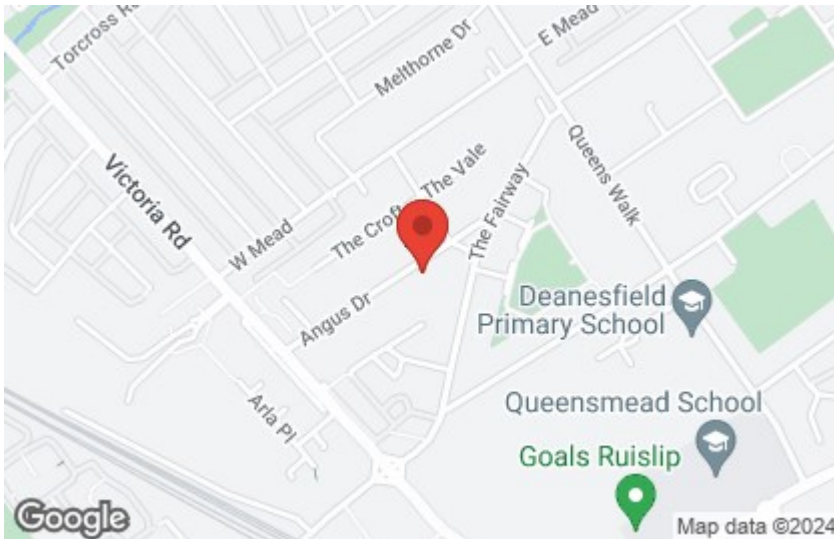 Torcross Rd
Melthorne Dr
E Mead
Victoria Rd
Queens Walk
The Vale
The Croft
The Fairway
W Mead
Angus Dr
Deanesfield
Primary School
Arla Pl
Queensmead School
Goals Ruislip
Google
Map data ©2024